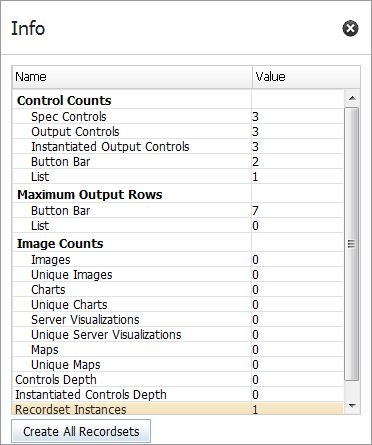 Info
Name Value
Control Counts
Spec Controls 3
Output Controls 3
Instantiated Output Controls 3
Button Bar 2
List 1
Maximum Output Rows
Button Bar 7
List 0
Image Counts
Images 0
Unique Images 0
Charts 0
Unique Charts 0
Server Visualizations 0
Unique Server Visualizations 0
Maps 0
Unique Maps 0
Controls Depth 0
Instantiated Controls Depth 0
Recordset Instances 1
Create All Recordsets